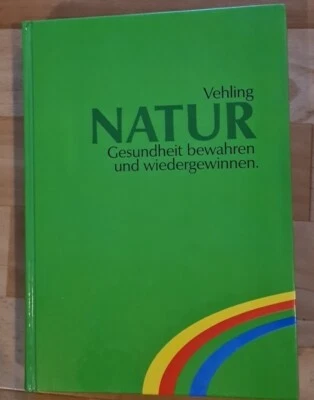 Vehling
NATUR
Gesundheit bewahren
und wiedergewinnen.